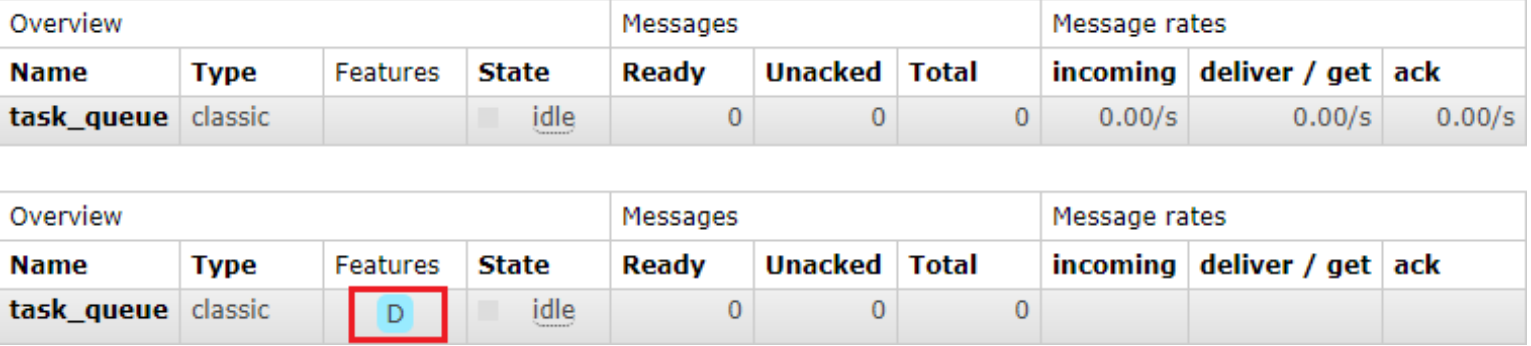 Overview Messages Message rates
Name Type Features State Ready Unacked Total incoming deliver / get ack
task_queue classic idle 0 0 0 0.00/s 0.00/s 0.00/s
Overview Messages Message rates
Name Type Features State Ready Unacked Total incoming deliver / get ack
task_queue classic D idle 0 0 0